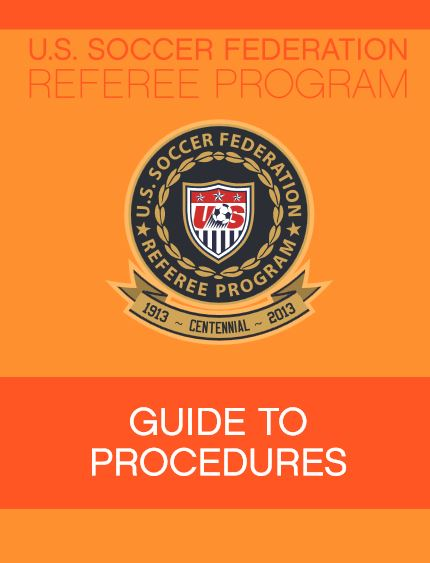 U.S. SOCCER FEDERATION
REFEREE PROGRAM
U.S. SOCCER FEDERATION
US
REFEREE PROGRAM
1913 ~ CENTENNIAL ~ 2013
GUIDE TO
PROCEDURES